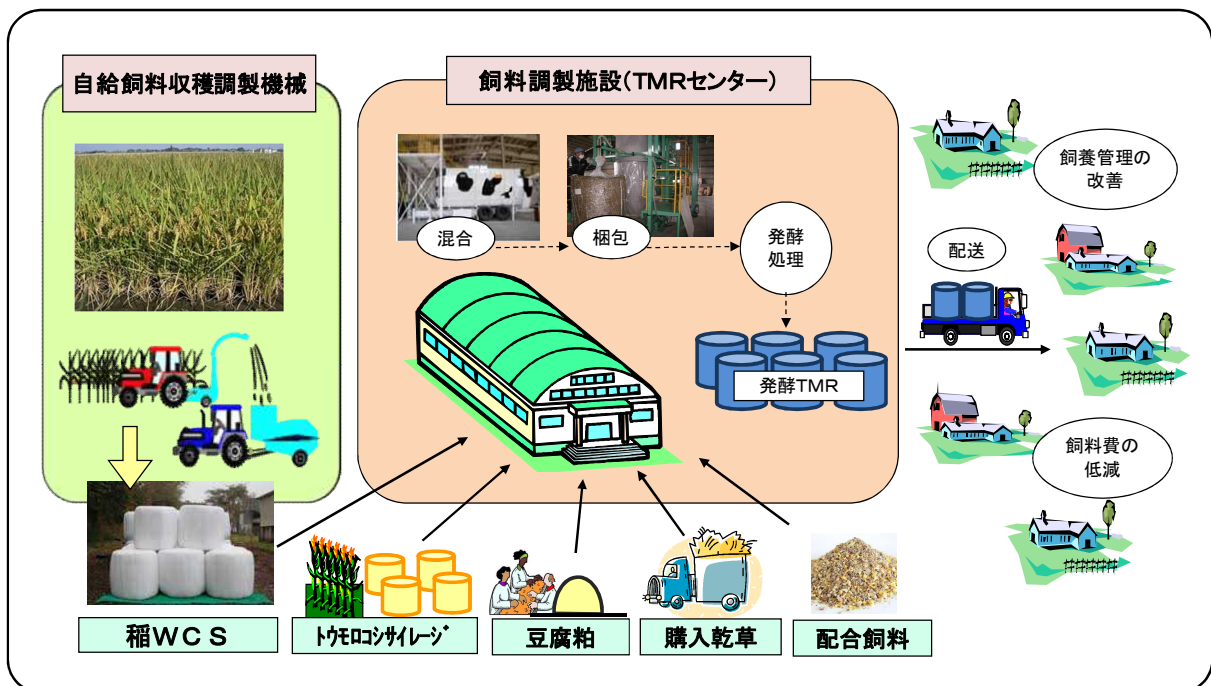 自給飼料収穫調製機械
飼料調製施設(TMRセンター)
混合
梱包
発酵
処理
発酵TMR
配送
飼養管理の
改善
飼料費の
低減
稲WCS
トウモロコシサイレージ
豆腐粕
購入乾草
配合飼料